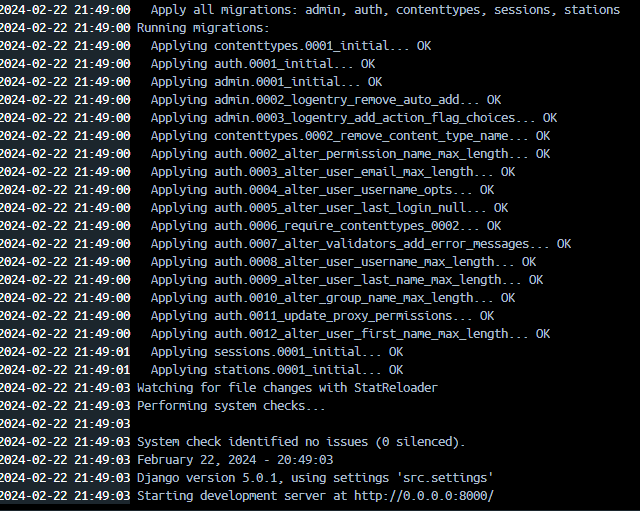 2024-02-22 21:49:00   Apply all migrations: admin, auth, contenttypes, sessions, stations
2024-02-22 21:49:00 Running migrations:
2024-02-22 21:49:00   Applying contenttypes.0001_initial... OK
2024-02-22 21:49:00   Applying auth.0001_initial... OK
2024-02-22 21:49:00   Applying admin.0001_initial... OK
2024-02-22 21:49:00   Applying admin.0002_logentry_remove_auto_add... OK
2024-02-22 21:49:00   Applying admin.0003_logentry_add_action_flag_choices... OK
2024-02-22 21:49:00   Applying contenttypes.0002_remove_content_type_name... OK
2024-02-22 21:49:00   Applying auth.0002_alter_permission_name_max_length... OK
2024-02-22 21:49:00   Applying auth.0003_alter_user_email_max_length... OK
2024-02-22 21:49:00   Applying auth.0004_alter_user_username_opts... OK
2024-02-22 21:49:00   Applying auth.0005_alter_user_last_login_null... OK
2024-02-22 21:49:00   Applying auth.0006_require_contenttypes_0002... OK
2024-02-22 21:49:00   Applying auth.0007_alter_validators_add_error_messages... OK
2024-02-22 21:49:00   Applying auth.0008_alter_user_username_max_length... OK
2024-02-22 21:49:00   Applying auth.0009_alter_user_last_name_max_length... OK
2024-02-22 21:49:00   Applying auth.0010_alter_group_name_max_length... OK
2024-02-22 21:49:00   Applying auth.0011_update_proxy_permissions... OK
2024-02-22 21:49:00   Applying auth.0012_alter_user_first_name_max_length... OK
2024-02-22 21:49:01   Applying sessions.0001_initial... OK
2024-02-22 21:49:01   Applying stations.0001_initial... OK
2024-02-22 21:49:03 Watching for file changes with StatReloader
2024-02-22 21:49:03 Performing system checks...
2024-02-22 21:49:03
2024-02-22 21:49:03 System check identified no issues (0 silenced).
2024-02-22 21:49:03 February 22, 2024 - 20:49:03
2024-02-22 21:49:03 Django version 5.0.1, using settings 'src.settings'
2024-02-22 21:49:03 Starting development server at http://0.0.0.0:8000/